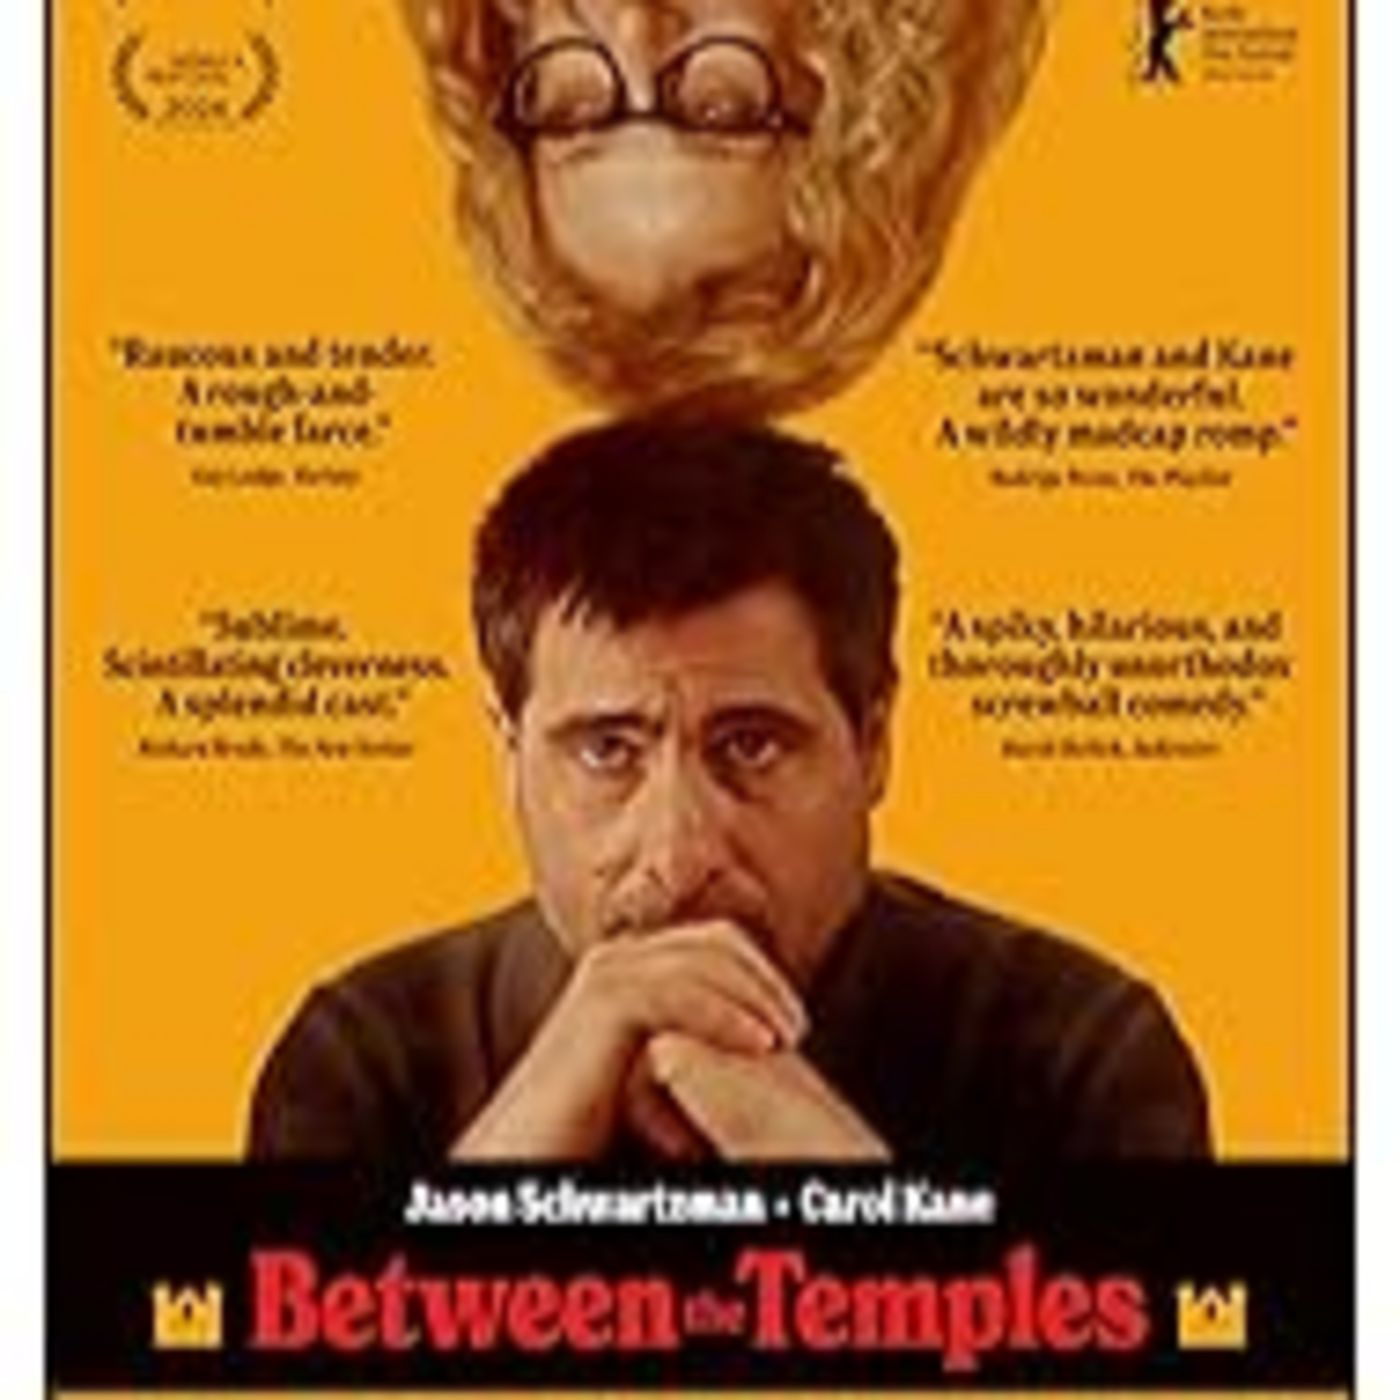 2024
"Raucous and tender.
A rough-and-
tumble farce."
"Schwartzman and Kane
are so wonderful.
A wildly madcap romp."
"Sublime.
Scintillating cleverness.
A splendid cast."
"A spiky, hilarious, and
thoroughly unorthodox
screwball comedy."
Jason Schwartzman • Carol Kane
Between the Temples